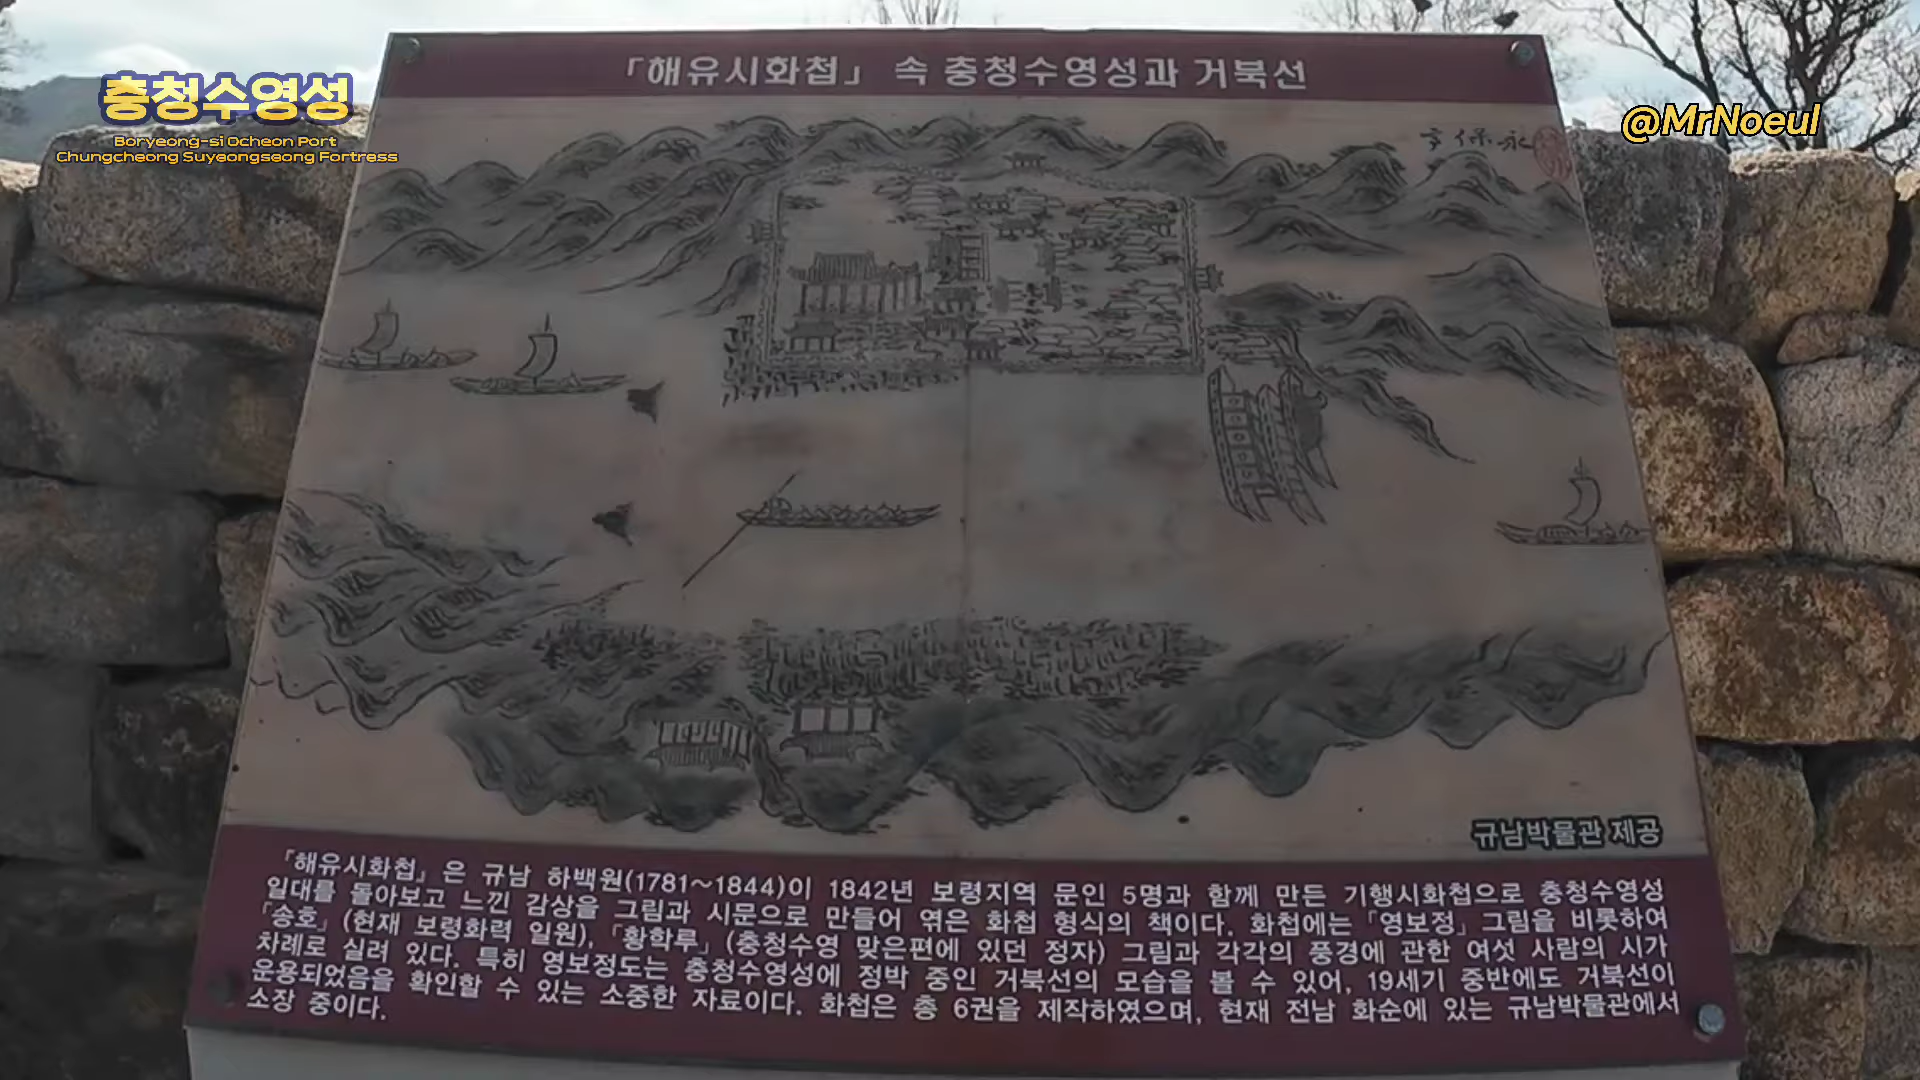 「해유시화첩」 속 충청수영성과 거북선
충청수영성
Boryeong-si Ocheon Port
Chungcheong Suyeongseong Fortress
@MrNoeul
규남박물관 제공
「해유시화첩」은 규남 하백원(1781~1844)이 1842년 보령지역 문인 5명과 함께 만든 기행시화첩으로 충청수영성
일대를 돌아보고 느낀 감상을 그림과 시문으로 만들어 엮은 화첩 형식의 책이다. 화첩에는 「영보정」 그림을 비롯하여
「송호」(현재 보령화력 일원), 「황학루」(충청수영 맞은편에 있던 정자) 그림과 각각의 풍경에 관한 여섯 사람의 시가
차례로 실려 있다. 특히 영보정도는 충청수영성에 정박 중인 거북선의 모습을 볼 수 있어, 19세기 중반에도 거북선이
운용되었음을 확인할 수 있는 소중한 자료이다. 화첩은 총 6권을 제작하였으며, 현재 전남 화순에 있는 규남박물관에서
소장 중이다.